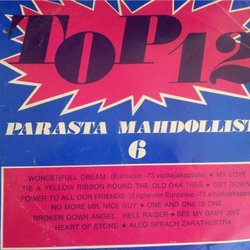 TOP 12
PARASTA MAHDOLLIST
6
WONDERFULL DREAM (Eurovisio -73 voittajakappale) ★ MY LOVE
TIE A YELLOW RIBBON ROUND THE OLD OAK TREE ★ GET DOWN
POWER TO ALL OUR FRIENDS (Englannin Eurovisio -73 edustuskappale)
NO MORE MR. NICE GUY ★ ONE AND ONE IS ONE
BROKEN DOWN ANGEL HELL RAISER ★ SEE MY BABY JIVE
HEART OF STONE ★ ALSO SPRACH ZARATHUSTRA